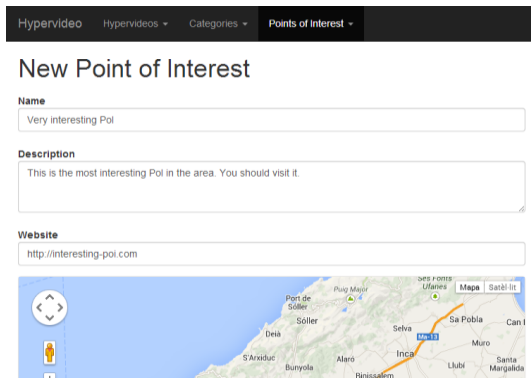 Hypervideo Hypervideos Categories Points of Interest
New Point of Interest
Name
Very interesting PoI
Description
This is the most interesting PoI in the area. You should visit it.
Website
http://interesting-poi.com
Ses Fonts
Ufanes
Mapa Satèl·lit
Puig Major
Port de
Sóller
Sóller
Sa Pobla
Can
Deià
Selva
Ma-13
Muro
S'Arxiduc
Alaró
Inca
Santa
Margalida
Bunyola
Llubí
Binissalem